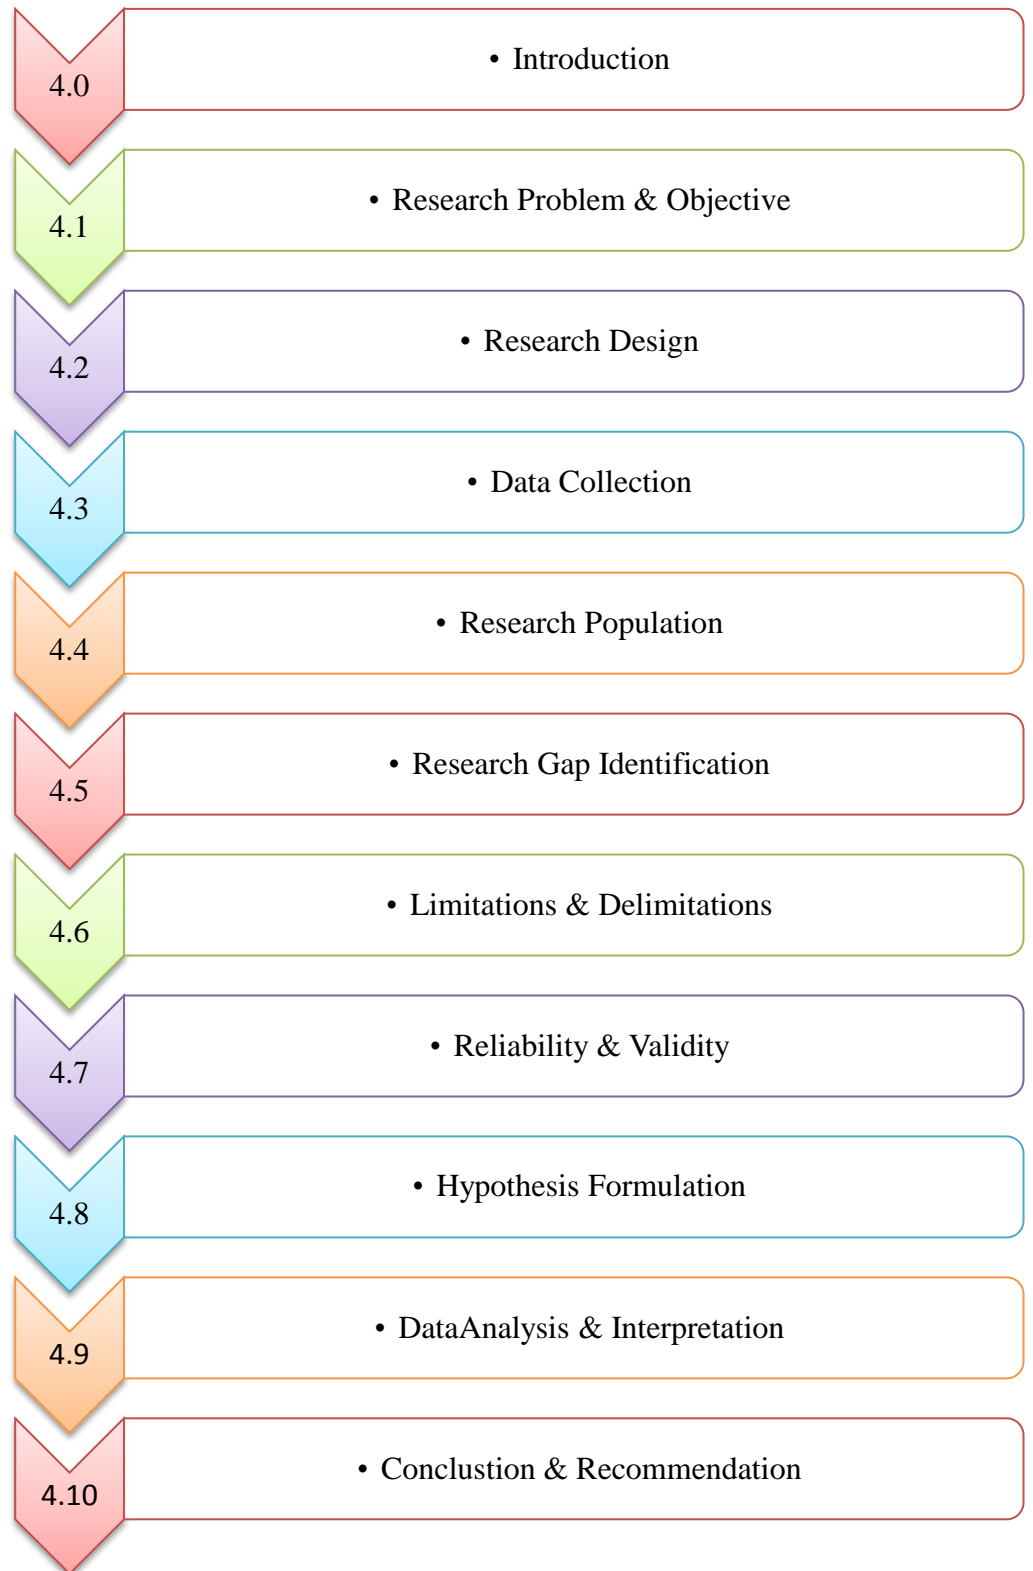 4.0
• Introduction
4.1
• Research Problem & Objective
4.2
• Research Design
4.3
• Data Collection
4.4
• Research Population
4.5
• Research Gap Identification
4.6
• Limitations & Delimitations
4.7
• Reliability & Validity
4.8
• Hypothesis Formulation
4.9
• DataAnalysis & Interpretation
4.10
• Conclustion & Recommendation